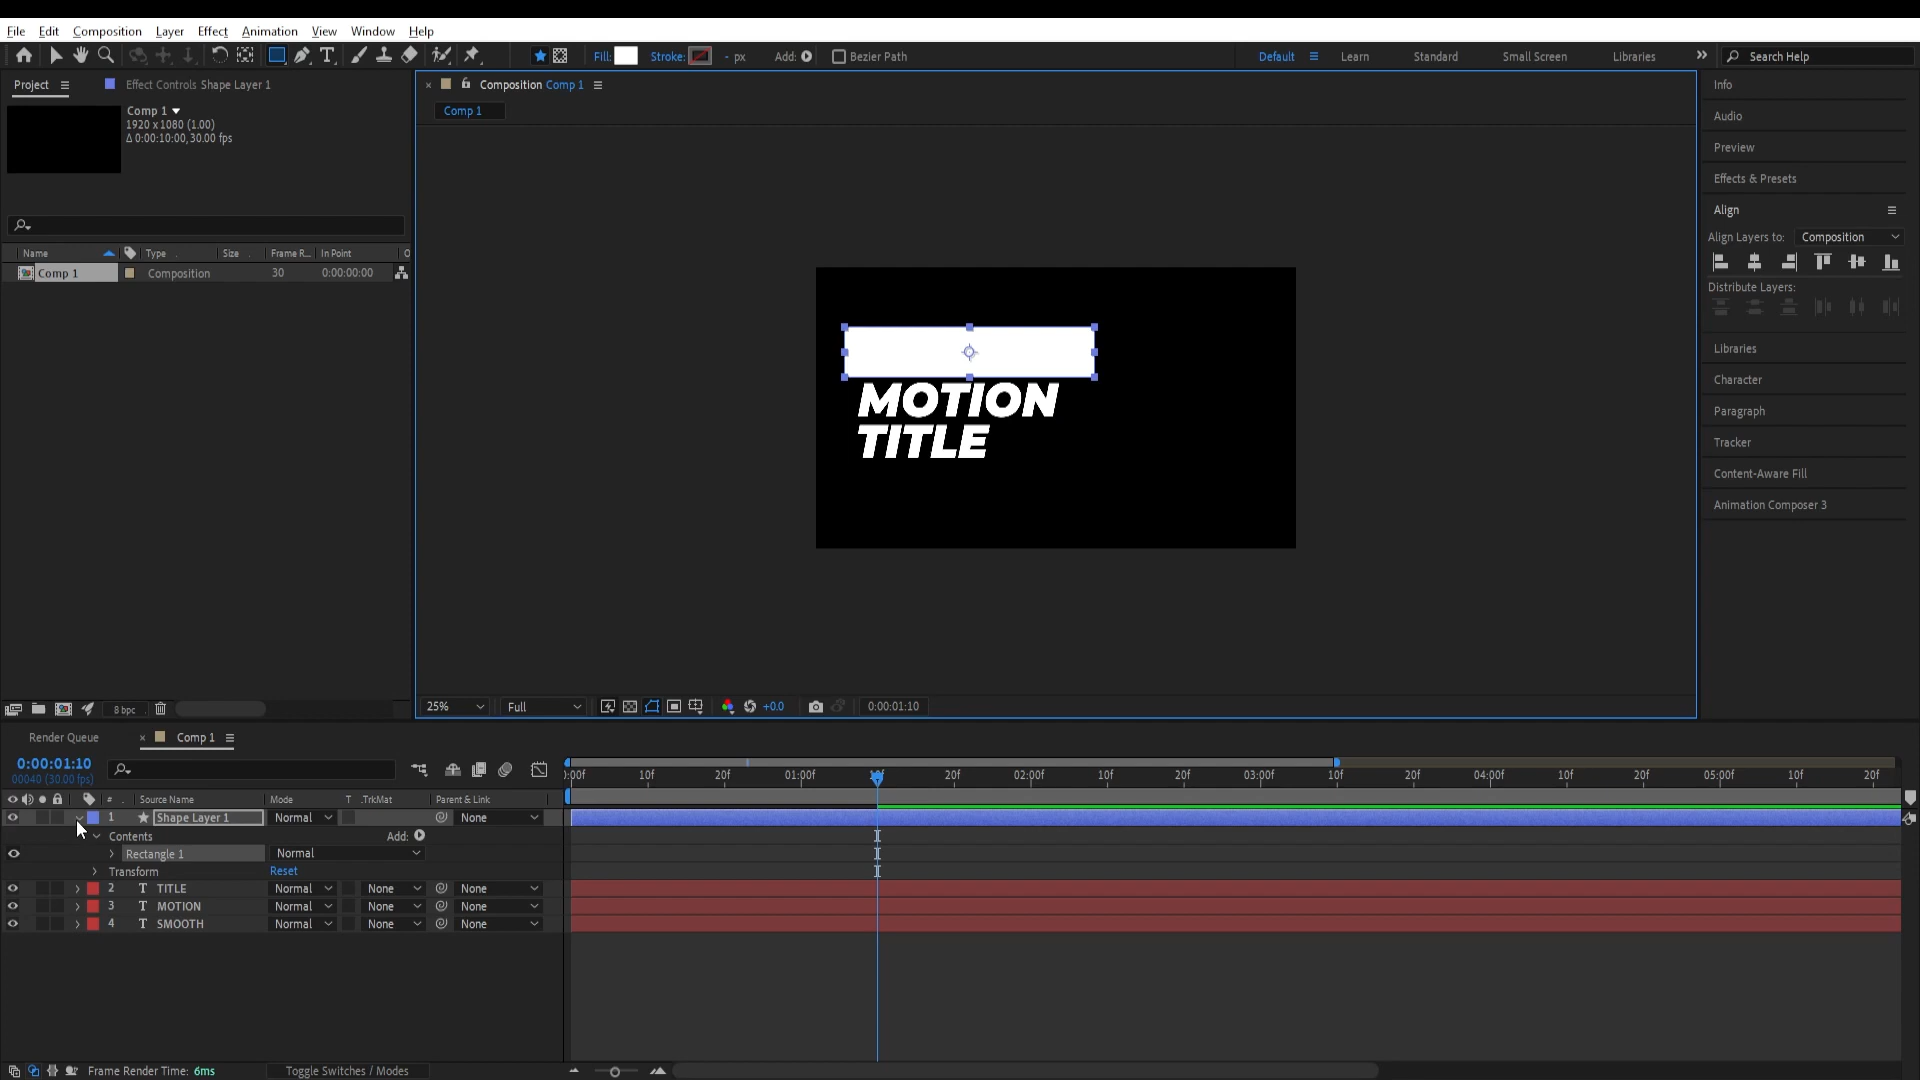 File Edit Composition Layer Effect Animation View Window Help
Fill: Stroke: - px Add: Bezier Path Default Learn Standard Small Screen Libraries Search Help
Project Effect Controls Shape Layer 1
Comp 1
1920 x 1080 (1.00)
Δ 0:00:10:00, 30.00 fps
Name Type Size Frame R... In Point O
Comp 1 Composition 30 0:00:00:00
8 bpc
Composition Comp 1
Comp 1
MOTION
TITLE
25% Full +0.0 0:00:01:10
Info
Audio
Preview
Effects & Presets
Align
Align Layers to: Composition
Distribute Layers:
Libraries
Character
Paragraph
Tracker
Content-Aware Fill
Animation Composer 3
Render Queue Comp 1
0:00:01:10
00040 (30.00 fps)
:00f 10f 20f 01:00f 10f 20f 02:00f 10f 20f 03:00f 10f 20f 04:00f 10f 20f 05:00f 10f 20f
# Source Name Mode T .TrkMat Parent & Link
1 Shape Layer 1 Normal None
Contents Add:
Rectangle 1 Normal
Transform Reset
2 T TITLE Normal None None
3 T MOTION Normal None None
4 T SMOOTH Normal None None
Frame Render Time: 6ms Toggle Switches / Modes